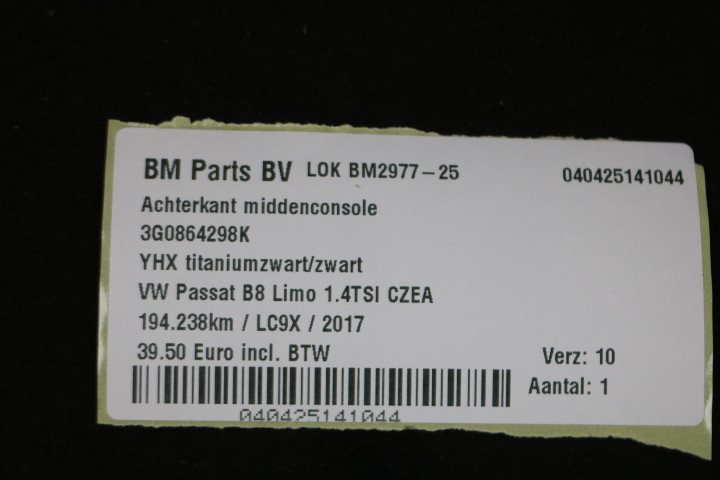 BM Parts BV LOK BM2977-25 040425141044
Achterkant middenconsole
3G0864298K
YHX titaniumzwart/zwart
VW Passat B8 Limo 1.4TSI CZEA
194.238km / LC9X / 2017
39.50 Euro incl. BTW Verz: 10
Aantal: 1
040425141044